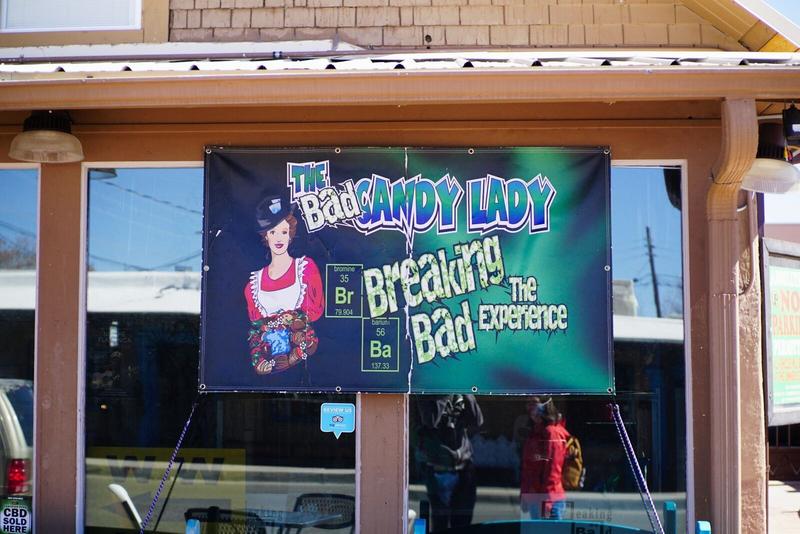 THE
Bad CANDY LADY
bromine
35
Br
79.904
Breaking
Bad
The
Experience
barium
56
Ba
137.33
REVIEW US
CBD
SOLD
HERE
NO
PARKING